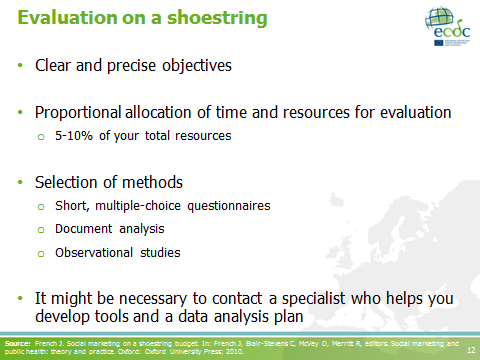 Evaluation on a shoestring
ecdc
• Clear and precise objectives
• Proportional allocation of time and resources for evaluation
o 5-10% of your total resources
• Selection of methods
o Short, multiple-choice questionnaires
o Document analysis
o Observational studies
• It might be necessary to contact a specialist who helps you
develop tools and a data analysis plan
Source: French J. Social marketing on a shoestring budget. In: French J, Blair-Stevens C, McVey D, Merritt R, editors. Social marketing and
public health: theory and practice. Oxford: Oxford University Press; 2010.
12